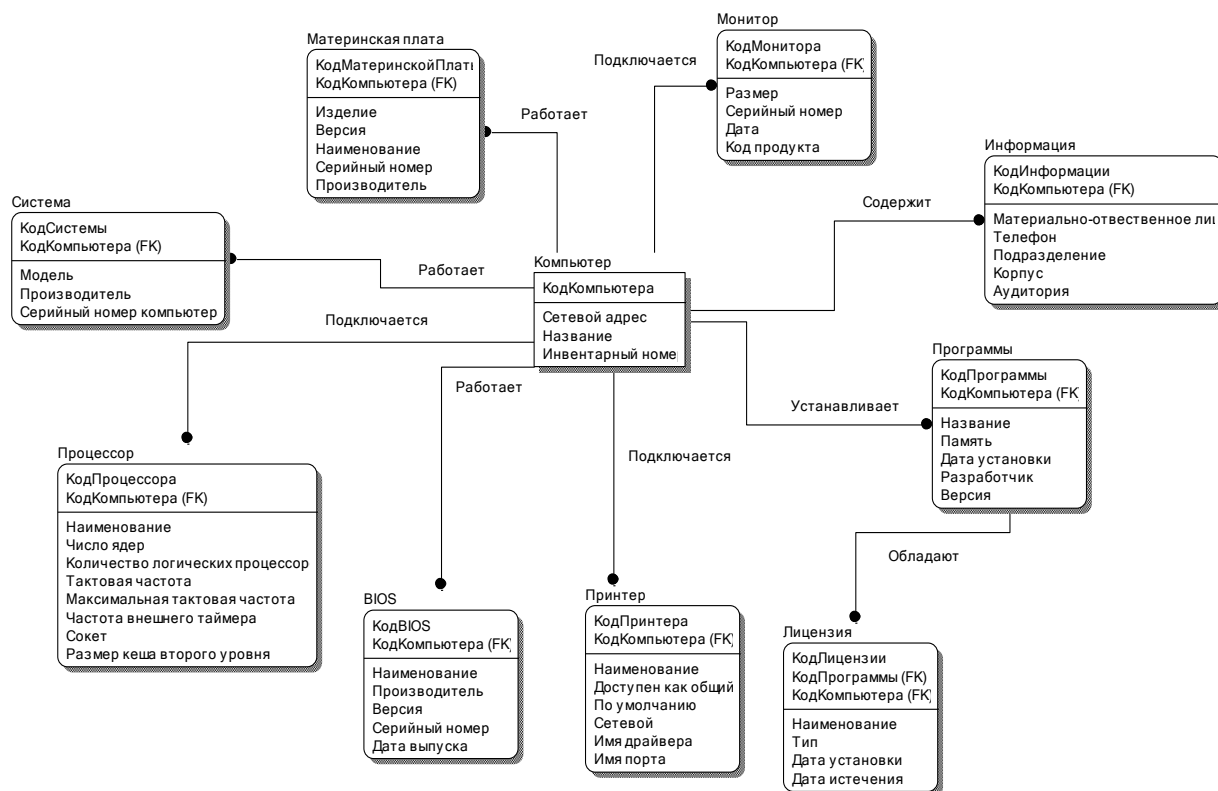 Монитор
КодМонитора
КодКомпьютера (FK)
Размер
Серийный номер
Дата
Код продукта
Подключается
Материнская плата
КодМатеринскойПлаты
КодКомпьютера (FK)
Изделие
Версия
Наименование
Серийный номер
Производитель
Работает
Информация
КодИнформации
КодКомпьютера (FK)
Материально-отвественное лиц
Телефон
Подразделение
Корпус
Аудитория
Содержит
Система
КодСистемы
КодКомпьютера (FK)
Модель
Производитель
Серийный номер компьютер
Работает
Компьютер
КодКомпьютера
Сетевой адрес
Название
Инвентарный номе
Подключается
Программы
КодПрограммы
КодКомпьютера (FK)
Название
Память
Дата установки
Разработчик
Версия
Устанавливает
Работает
Процессор
КодПроцессора
КодКомпьютера (FK)
Наименование
Число ядер
Количество логических процессор
Тактовая частота
Максимальная тактовая частота
Частота внешнего таймера
Сокет
Размер кеша второго уровня
Подключается
Обладают
BIOS
КодBIOS
КодКомпьютера (FK)
Наименование
Производитель
Версия
Серийный номер
Дата выпуска
Принтер
КодПринтера
КодКомпьютера (FK)
Наименование
Доступен как общий
По умолчанию
Сетевой
Имя драйвера
Имя порта
Лицензия
КодЛицензии
КодПрограммы (FK)
КодКомпьютера (FK)
Наименование
Тип
Дата установки
Дата истечения